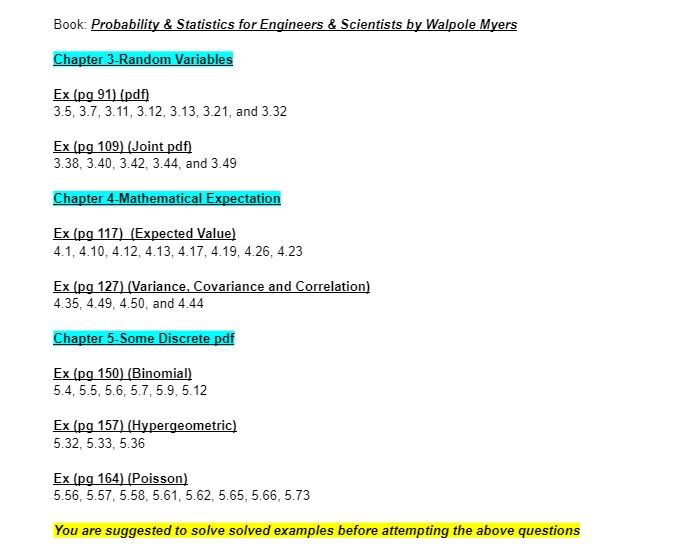 Book: Probability & Statistics for Engineers & Scientists by Walpole Myers
Chapter 3-Random Variables
Ex (pg 91) (pdf)
3.5, 3.7, 3.11, 3.12, 3.13, 3.21, and 3.32
Ex (pg 109) (Joint pdf)
3.38, 3.40, 3.42, 3.44, and 3.49
Chapter 4-Mathematical Expectation
Ex (pg 117)  (Expected Value)
4.1, 4.10, 4.12, 4.13, 4.17, 4.19, 4.26, 4.23
Ex (pg 127) (Variance, Covariance and Correlation)
4.35, 4.49, 4.50, and 4.44
Chapter 5-Some Discrete pdf
Ex (pg 150) (Binomial)
5.4, 5.5, 5.6, 5.7, 5.9, 5.12
Ex (pg 157) (Hypergeometric)
5.32, 5.33, 5.36
Ex (pg 164) (Poisson)
5.56, 5.57, 5.58, 5.61, 5.62, 5.65, 5.66, 5.73
You are suggested to solve solved examples before attempting the above questions